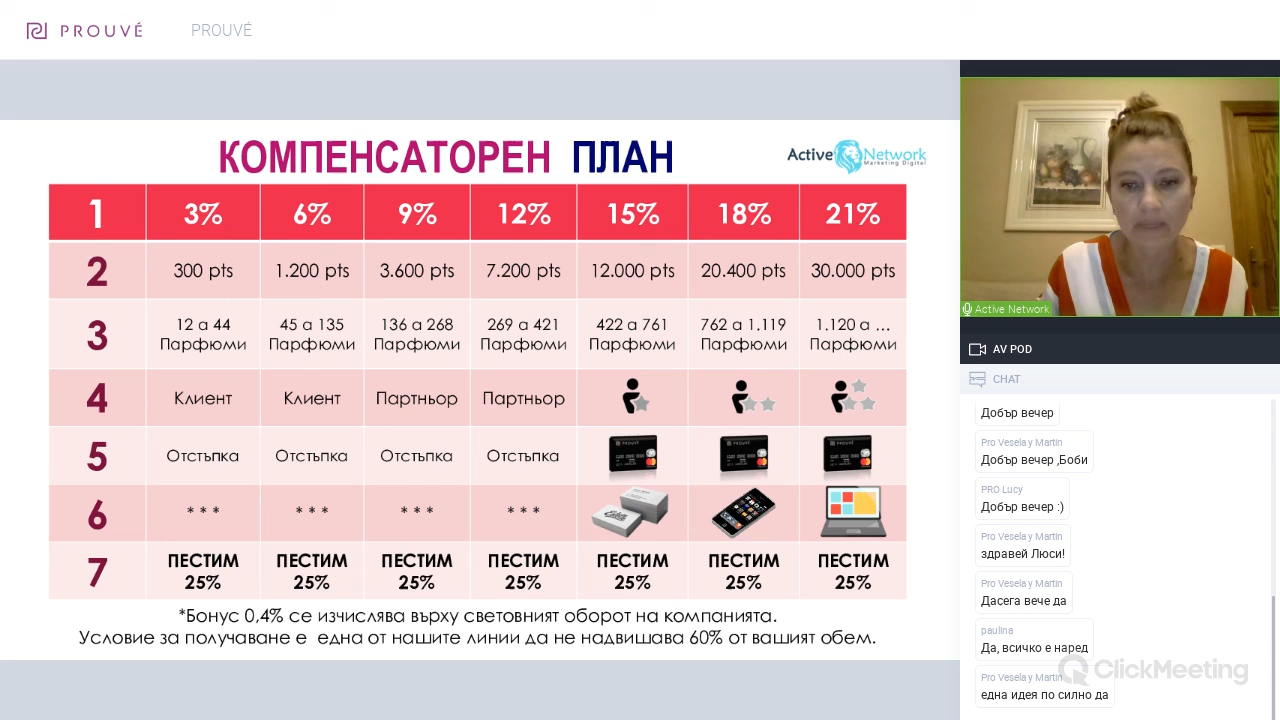 PROUVÉ
PROUVÉ
КОМПЕНСАТОРЕН ПЛАН
Active Network
Marketing Digital
1 3% 6% 9% 12% 15% 18% 21%
2 300 pts 1.200 pts 3.600 pts 7.200 pts 12.000 pts 20.400 pts 30.000 pts
3 12 а 44 Парфюми 45 а 135 Парфюми 136 а 268 Парфюми 269 а 421 Парфюми 422 а 761 Парфюми 762 а 1.119 Парфюми 1.120 а ... Парфюми
4 Клиент Клиент Партньор Партньор
5 Отстъпка Отстъпка Отстъпка Отстъпка
PROUVÉ PROUVÉ PROUVÉ
6 * * * * * * * * * * * *
7 ПЕСТИМ 25% ПЕСТИМ 25% ПЕСТИМ 25% ПЕСТИМ 25% ПЕСТИМ 25% ПЕСТИМ 25% ПЕСТИМ 25%
*Бонус 0,4% се изчислява върху световният оборот на компанията.
Условие за получаване е една от нашите линии да не надвишава 60% от вашият обем.
Active Network
AV POD
CHAT
Добър вечер
Pro Vesela y Martin
Добър вечер ,Боби
PRO Lucy
Добър вечер :)
Pro Vesela y Martin
здравей Люси!
Pro Vesela y Martin
Дасега вече да
paulina
Да, всичко е наред
Pro Vesela y Martin
една идея по силно да
ClickMeeting